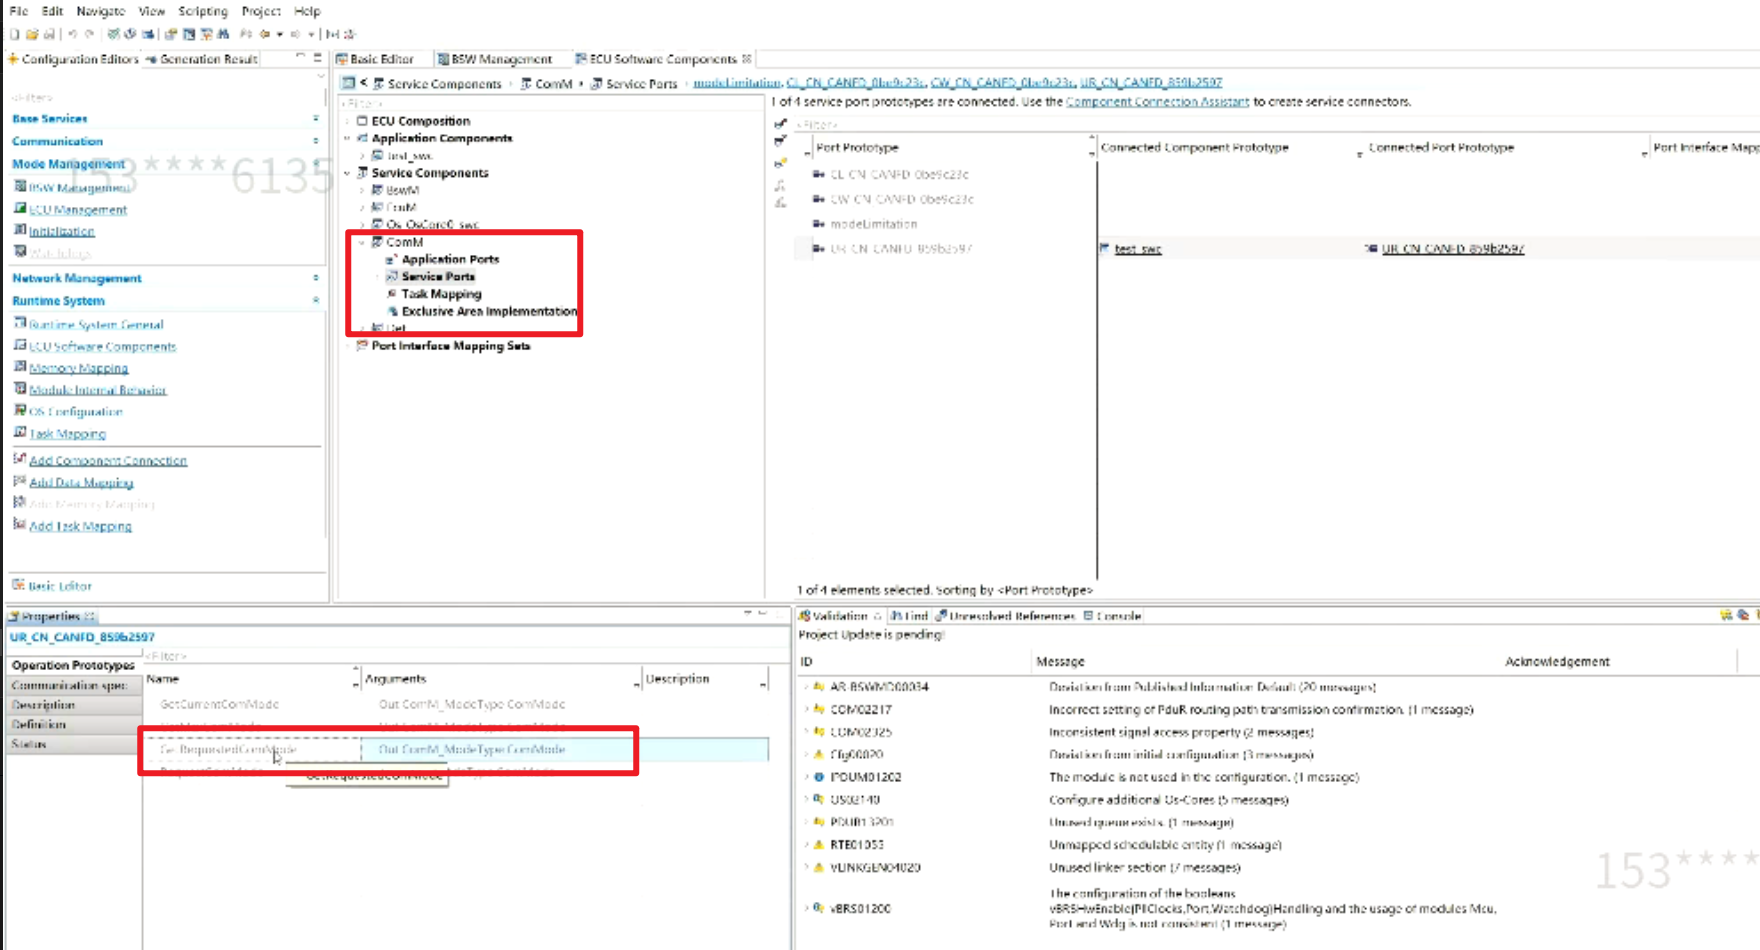 File Edit Navigate View Scripting Project Help
Configuration Editors Generation Result
Basic Editor BSW Management ECU Software Components
Service Components ComM Service Ports modeLimitation, CL_CN_CANFD_0be9c23c, CW_CN_CANFD_0be9c23c, UR_CN_CANFD_859b2597
<Filter>
<Filter>
1 of 4 service port prototypes are connected. Use the Component Connection Assistant to create service connectors.
Base Services
Communication
Mode Management
BSW Management
ECU Management
Initialization
Watchdogs
Network Management
Runtime System
Runtime System General
ECU Software Components
Memory Mapping
Module Internal Behavior
OS Configuration
Task Mapping
Add Component Connection
Add Data Mapping
Add Memory Mapping
Add Task Mapping
Basic Editor
153****6135
ECU Composition
Application Components
test_swc
Service Components
BswM
EcuM
Os_OsCore0_swc
ComM
Application Ports
Service Ports
Task Mapping
Exclusive Area Implementation
Det
Port Interface Mapping Sets
<Filter>
Port Prototype Connected Component Prototype Connected Port Prototype Port Interface Mapp
CL_CN_CANFD_0be9c23c
CW_CN_CANFD_0be9c23c
modeLimitation
UR_CN_CANFD_859b2597 test_swc UR_CN_CANFD_859b2597
1 of 4 elements selected. Sorting by <Port Prototype>
Properties
UR_CN_CANFD_859b2597
Operation Prototypes
Communication spec
Description
Definition
Status
<Filter>
Name Arguments Description
GetCurrentComMode Out ComM_ModeType ComMode
GetRequestedComMode Out ComM_ModeType ComMode
GetRequestedComMode
Validation Find Unresolved References Console
Project Update is pending!
ID Message Acknowledgement
AR-BSWMD00034 Deviation from Published Information Default (20 messages)
COM02217 Incorrect setting of PduR routing path transmission confirmation. (1 message)
COM02325 Inconsistent signal access property (2 messages)
Cfg00020 Deviation from initial configuration (3 messages)
IPDUM01202 The module is not used in the configuration. (1 message)
OS02140 Configure additional Os-Cores (5 messages)
PDUR13201 Unused queue exists. (1 message)
RTE01055 Unmapped schedulable entity (1 message)
VLINKGEN04020 Unused linker section (7 messages)
vBRS01200 The configuration of the booleans
vBRSHwEnable{PllClocks,Port,Watchdog}Handling and the usage of modules Mcu,
Port and Wdg is not consistent (1 message)
153****